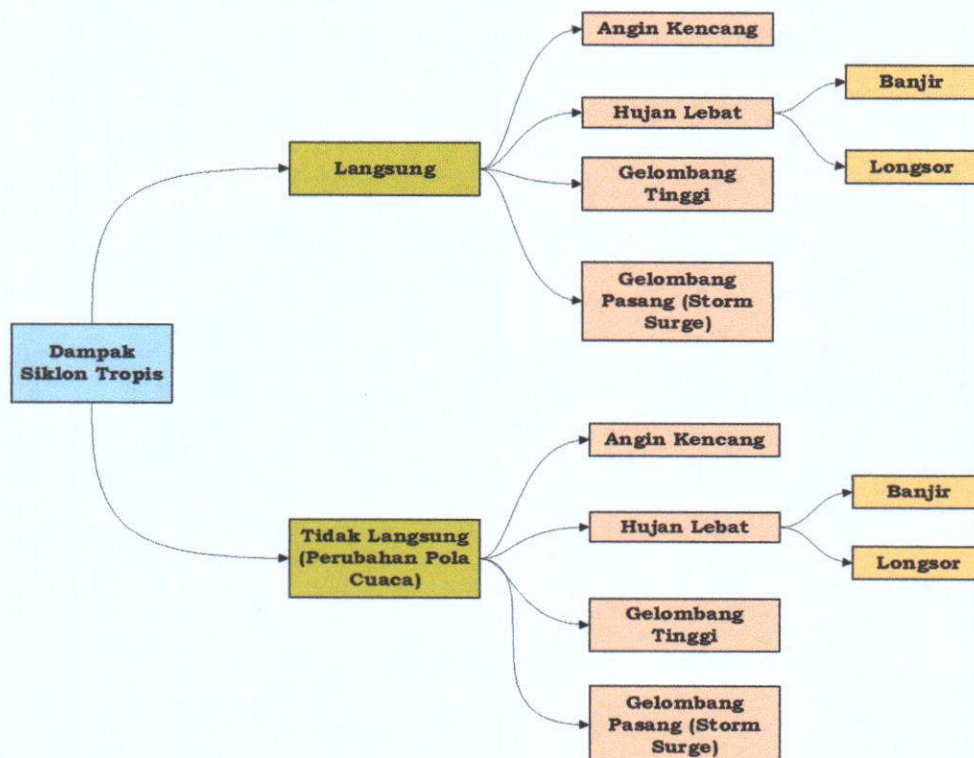 Dampak
Siklon Tropis
Langsung
Angin Kencang
Hujan Lebat
Banjir
Longsor
Gelombang
Tinggi
Gelombang
Pasang (Storm
Surge)
Tidak Langsung
(Perubahan Pola
Cuaca)
Angin Kencang
Hujan Lebat
Banjir
Longsor
Gelombang
Tinggi
Gelombang
Pasang (Storm
Surge)